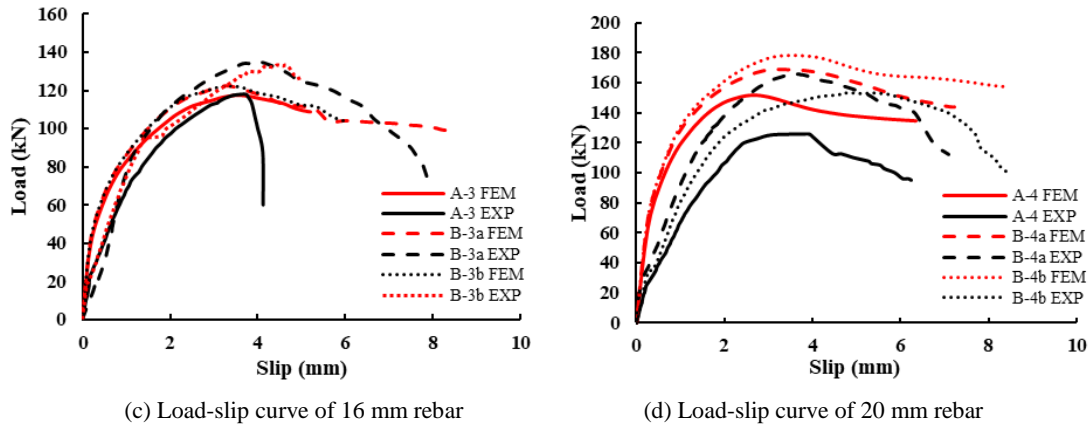 160
140
120
100
80
60
40
20
0
Load (kN)
0 2 4 6 8 10
Slip (mm)
A-3 FEM
A-3 EXP
B-3a FEM
B-3a EXP
B-3b FEM
B-3b EXP
(c) Load-slip curve of 16 mm rebar
200
180
160
140
120
100
80
60
40
20
0
Load (kN)
0 2 4 6 8 10
Slip (mm)
A-4 FEM
A-4 EXP
B-4a FEM
B-4a EXP
B-4b FEM
B-4b EXP
(d) Load-slip curve of 20 mm rebar